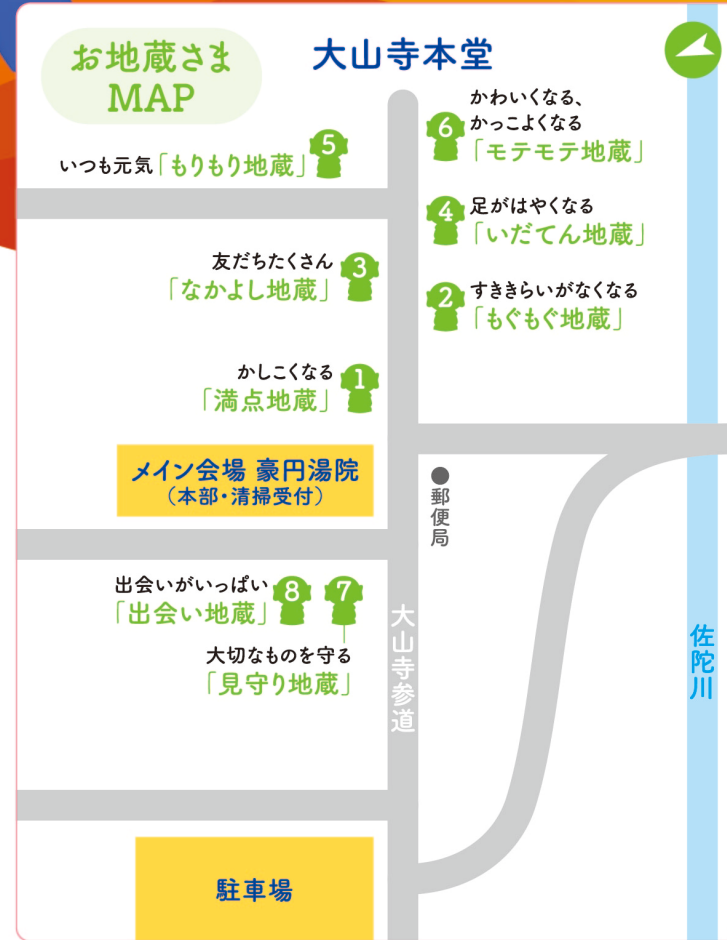 お地蔵さま
MAP
大山寺本堂
かわいくなる、
かっこよくなる
6
「モテモテ地蔵」
5
いつも元気「もりもり地蔵」
4
足がはやくなる
「いだてん地蔵」
3
友だちたくさん
「なかよし地蔵」
2
すききらいがなくなる
「もぐもぐ地蔵」
1
かしこくなる
「満点地蔵」
メイン会場 豪円湯院
（本部・清掃受付）
●郵便局
出会いがいっぱい
8
「出会い地蔵」
7
大切なものを守る
「見守り地蔵」
大山寺参道
佐陀川
駐車場